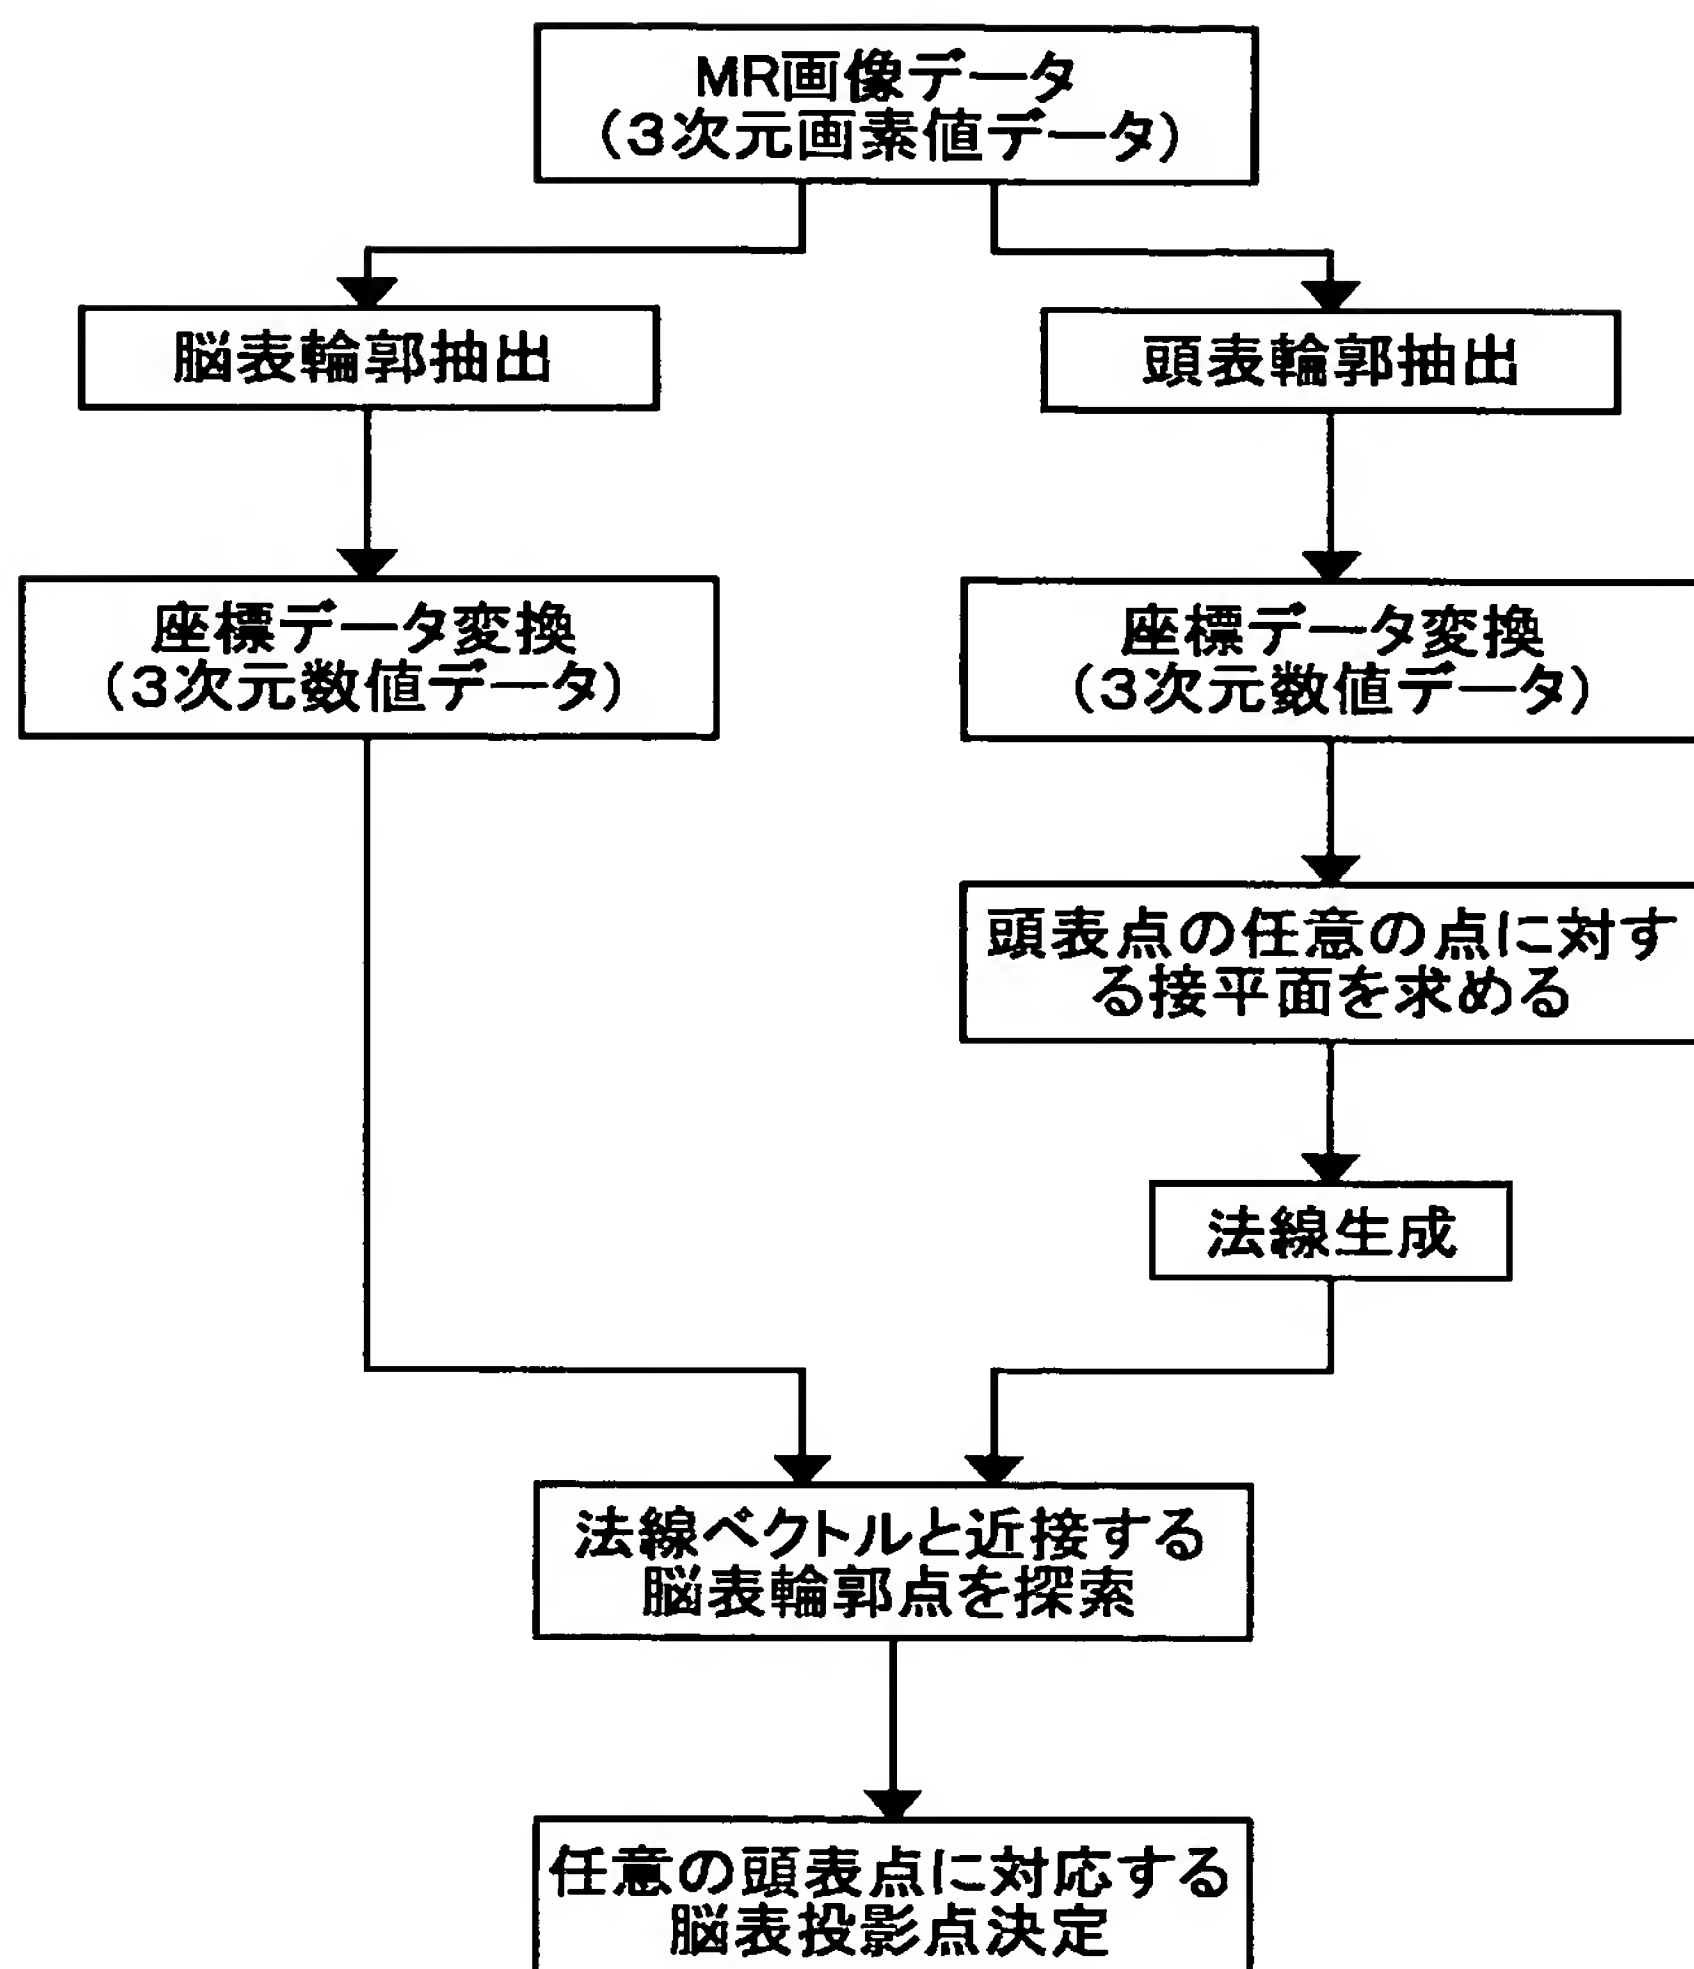 MR画像データ
(3次元画素値データ)
脳表輪郭抽出
頭表輪郭抽出
座標データ変換
(3次元数値データ)
座標データ変換
(3次元数値データ)
頭表点の任意の点に対す
る接平面を求める
法線生成
法線ベクトルと近接する
脳表輪郭点を探索
任意の頭表点に対応する
脳表投影点決定